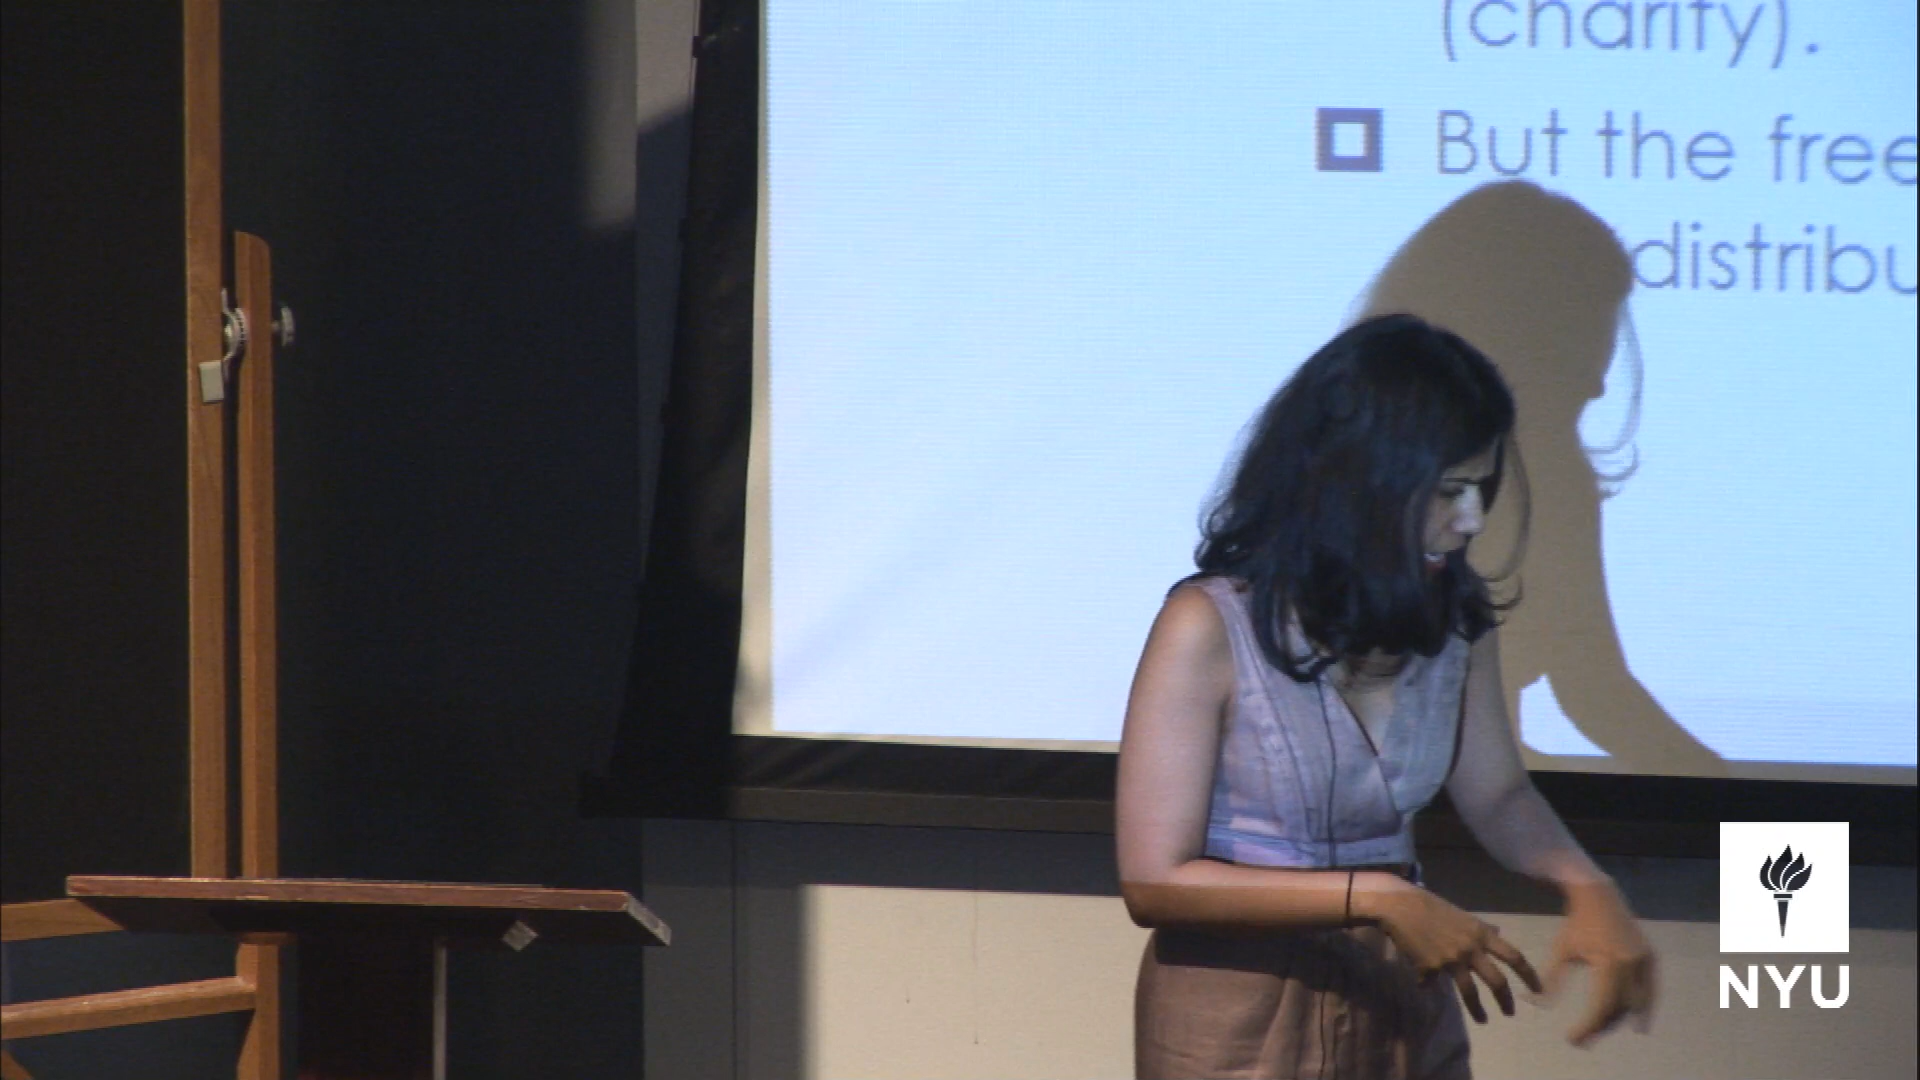 (charity).
But the free
distribu
NYU